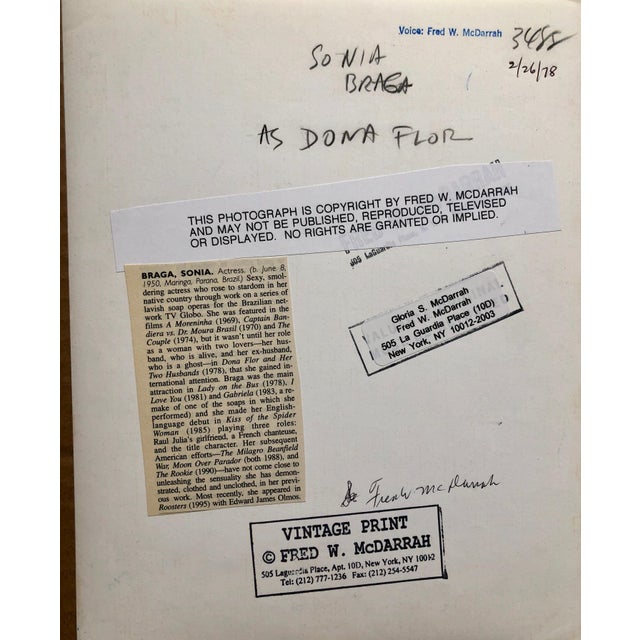 Voice: Fred W. McDarrah
3488
2/26/78
SONIA
BRAGA
AS DONA FLOR
THIS PHOTOGRAPH IS COPYRIGHT BY FRED W. MCDARRAH
AND MAY NOT BE PUBLISHED, REPRODUCED, TELEVISED
OR DISPLAYED. NO RIGHTS ARE GRANTED OR IMPLIED.
BRAGA, SONIA. Actress. (b. June 8,
1950, Maringa, Parana, Brazil.) Sexy, smol-
dering actress who rose to stardom in her
native country through work on a series of
lavish soap operas for the Brazilian net-
work TV Globo. She was featured in the
films A Moreninha (1969), Captain Ban-
diera vs. Dr. Moura Brasil (1970) and The
Couple (1974), but it wasn't until her role
as a woman with two lovers—her hus-
band, who is alive, and her ex-husband,
who is a ghost—in Dona Flor and Her
Two Husbands (1978), that she gained in-
ternational attention. Braga was the main
attraction in Lady on the Bus (1978), I
Love You (1981) and Gabriela (1983, a re-
make of one of the soaps in which she
performed) and she made her English-
language debut in Kiss of the Spider
Woman (1985) playing three roles:
Raul Julia's girlfriend, a French chanteuse,
and the title character. Her subsequent
American efforts—The Milagro Beanfield
War, Moon Over Parador (both 1988), and
The Rookie (1990)—have not come close to
unleashing the sensuality she has demon-
strated, clothed and unclothed, in her previ-
ous work. Most recently, she appeared in
Roosters (1995) with Edward James Olmos.
505 LaGuardia
Gloria S. McDarrah
Fred W. McDarrah
505 La Guardia Place (10D)
New York, NY 10012-2003
Fred W McDarrah
VINTAGE PRINT
© FRED W. McDARRAH
505 Laguardia Place, Apt. 10D, New York, NY 10012
Tel: (212) 777-1236 Fax: (212) 254-5547